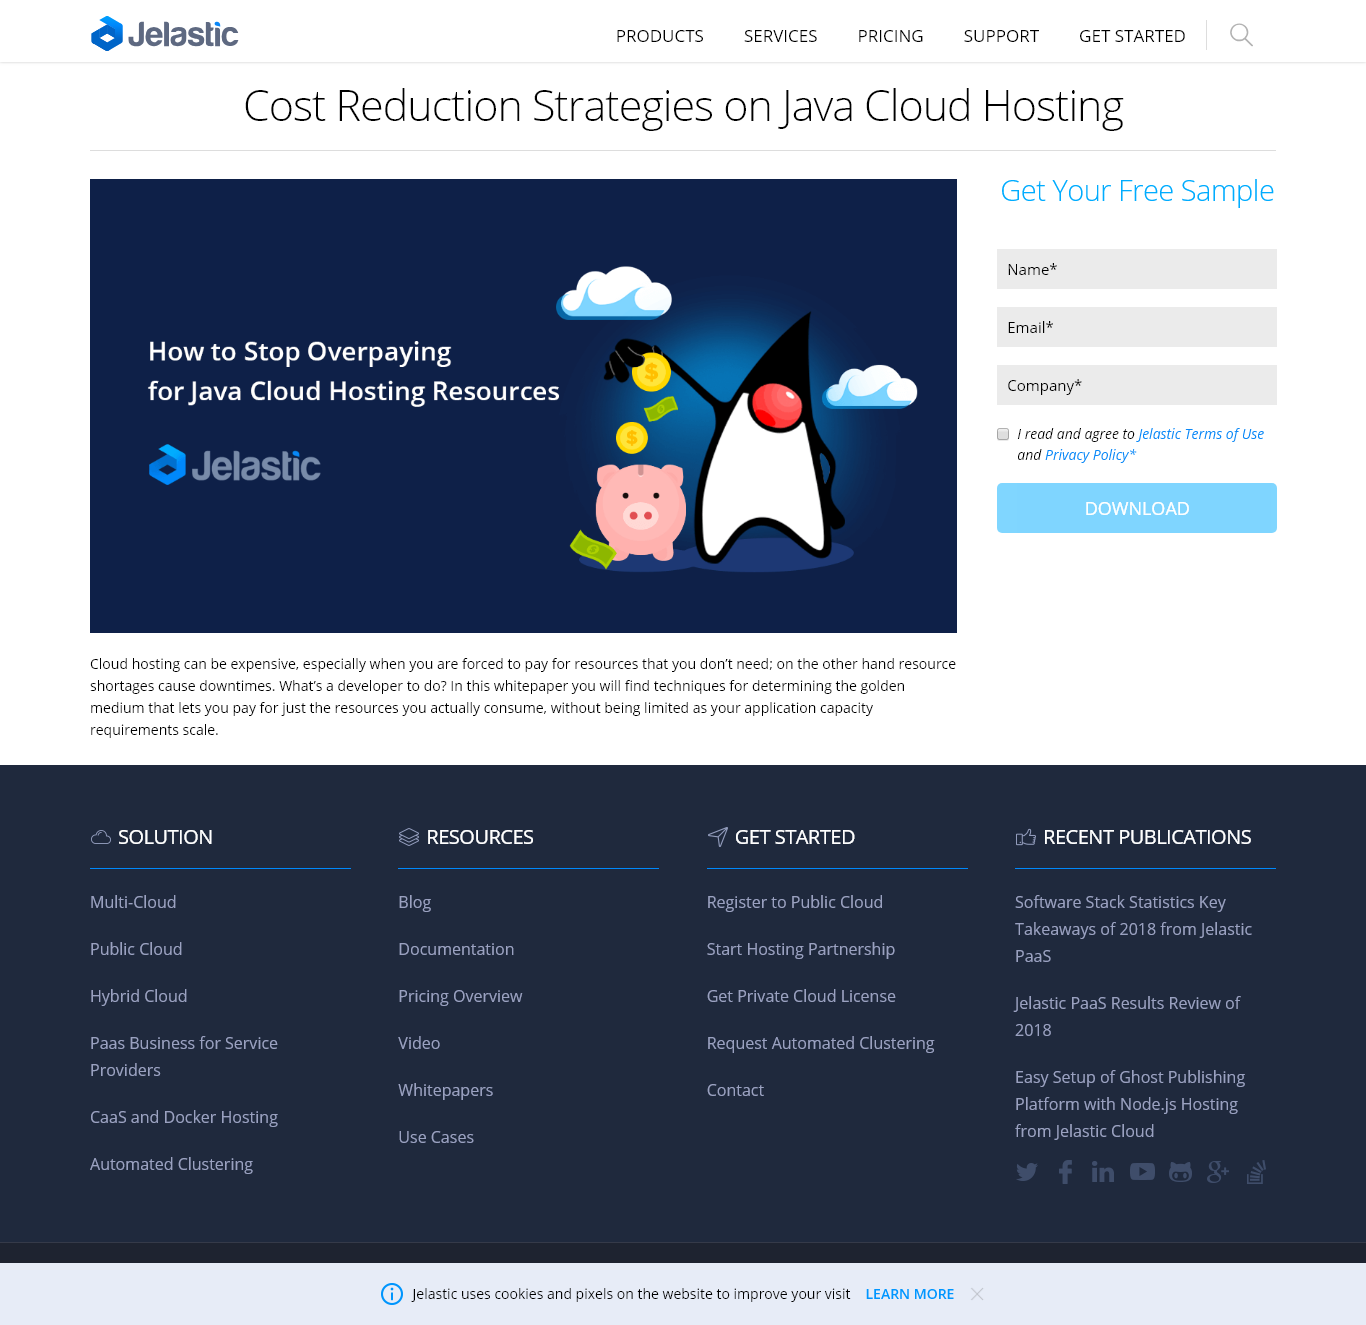 Jelastic
PRODUCTS
SERVICES
PRICING
SUPPORT
GET STARTED
Cost Reduction Strategies on Java Cloud Hosting
How to Stop Overpaying
for Java Cloud Hosting Resources
Jelastic
Get Your Free Sample
Name*
Email*
Company*
I read and agree to Jelastic Terms of Use
and Privacy Policy*
DOWNLOAD
Cloud hosting can be expensive, especially when you are forced to pay for resources that you don’t need; on the other hand resource
shortages cause downtimes. What’s a developer to do? In this whitepaper you will find techniques for determining the golden
medium that lets you pay for just the resources you actually consume, without being limited as your application capacity
requirements scale.
SOLUTION
Multi-Cloud
Public Cloud
Hybrid Cloud
Paas Business for Service
Providers
CaaS and Docker Hosting
Automated Clustering
RESOURCES
Blog
Documentation
Pricing Overview
Video
Whitepapers
Use Cases
GET STARTED
Register to Public Cloud
Start Hosting Partnership
Get Private Cloud License
Request Automated Clustering
Contact
RECENT PUBLICATIONS
Software Stack Statistics Key
Takeaways of 2018 from Jelastic
PaaS
Jelastic PaaS Results Review of
2018
Easy Setup of Ghost Publishing
Platform with Node.js Hosting
from Jelastic Cloud
Jelastic uses cookies and pixels on the website to improve your visit
LEARN MORE